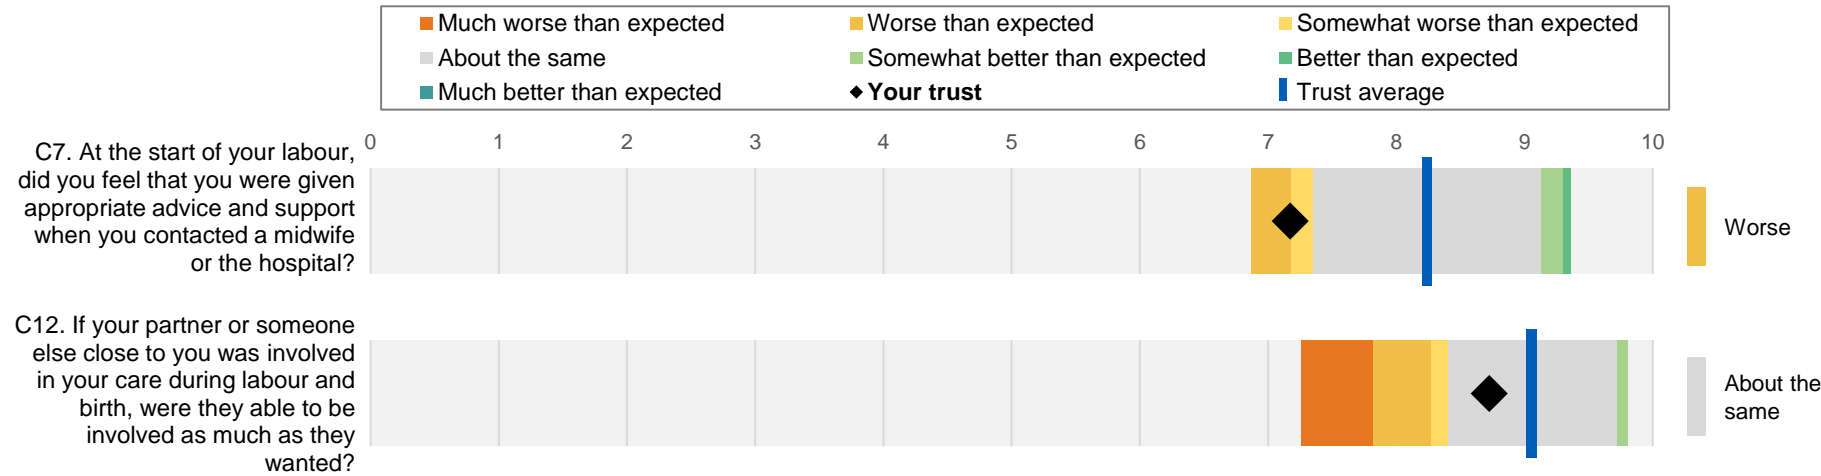 Much worse than expected
Worse than expected
Somewhat worse than expected
About the same
Somewhat better than expected
Better than expected
Much better than expected
Your trust
Trust average
0 1 2 3 4 5 6 7 8 9 10
C7. At the start of your labour,
did you feel that you were given
appropriate advice and support
when you contacted a midwife
or the hospital?
Worse
C12. If your partner or someone
else close to you was involved
in your care during labour and
birth, were they able to be
involved as much as they
wanted?
About the
same